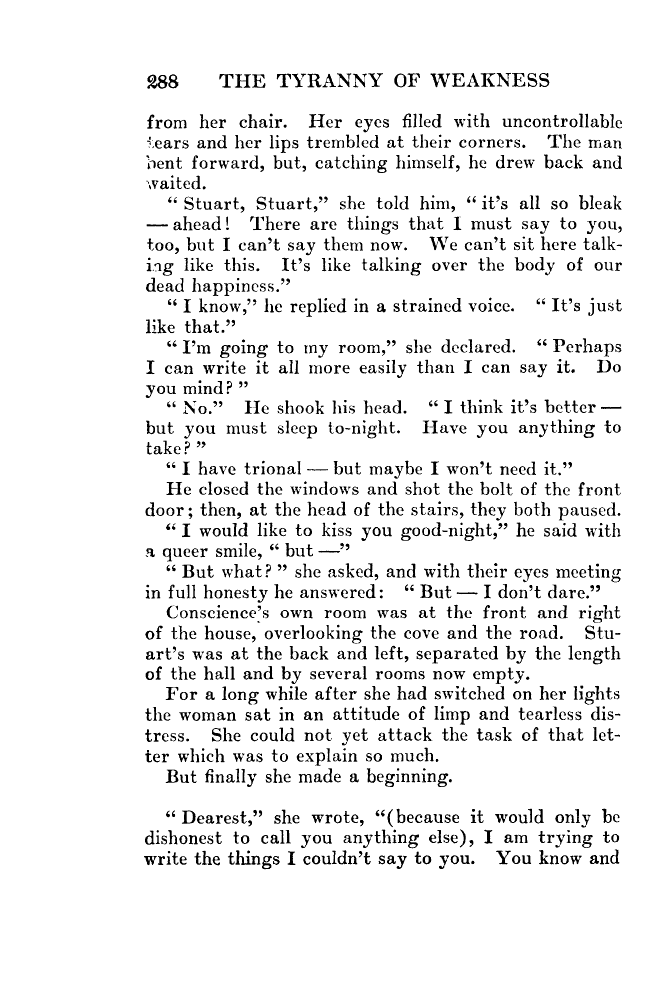 288 THE TYRANNY OF WEAKNESS
from her chair. Her eyes filled with uncontrollable
tears and her lips trembled at their corners. The man
bent forward, but, catching himself, he drew back and
waited.
“ Stuart, Stuart,” she told him, “ it’s all so bleak
— ahead! There are things that I must say to you,
too, but I can’t say them now. We can’t sit here talk-
ing like this. It’s like talking over the body of our
dead happiness.”
“ I know,” he replied in a strained voice. “ It’s just
like that.”
“ I’m going to my room,” she declared. “ Perhaps
I can write it all more easily than I can say it. Do
you mind? ”
“ No.” He shook his head. “ I think it’s better —
but you must sleep to-night. Have you anything to
take? ”
“ I have trional — but maybe I won’t need it.”
He closed the windows and shot the bolt of the front
door; then, at the head of the stairs, they both paused.
“ I would like to kiss you good-night,” he said with
a queer smile, “ but —”
“ But what? ” she asked, and with their eyes meeting
in full honesty he answered: “ But — I don’t dare.”
Conscience’s own room was at the front and right
of the house, overlooking the cove and the road. Stu-
art’s was at the back and left, separated by the length
of the hall and by several rooms now empty.
For a long while after she had switched on her lights
the woman sat in an attitude of limp and tearless dis-
tress. She could not yet attack the task of that let-
ter which was to explain so much.
But finally she made a beginning.
“ Dearest,” she wrote, “(because it would only be
dishonest to call you anything else), I am trying to
write the things I couldn’t say to you. You know and